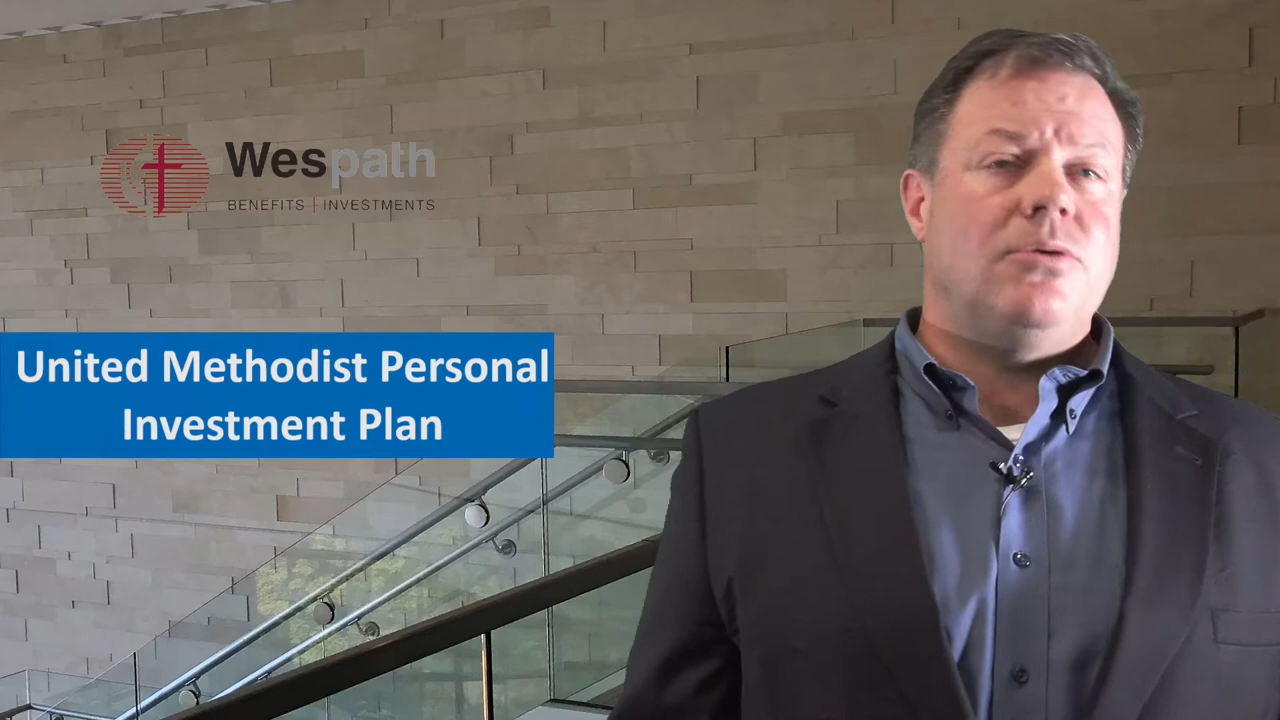 Wespath
BENEFITS | INVESTMENTS
United Methodist Personal
Investment Plan